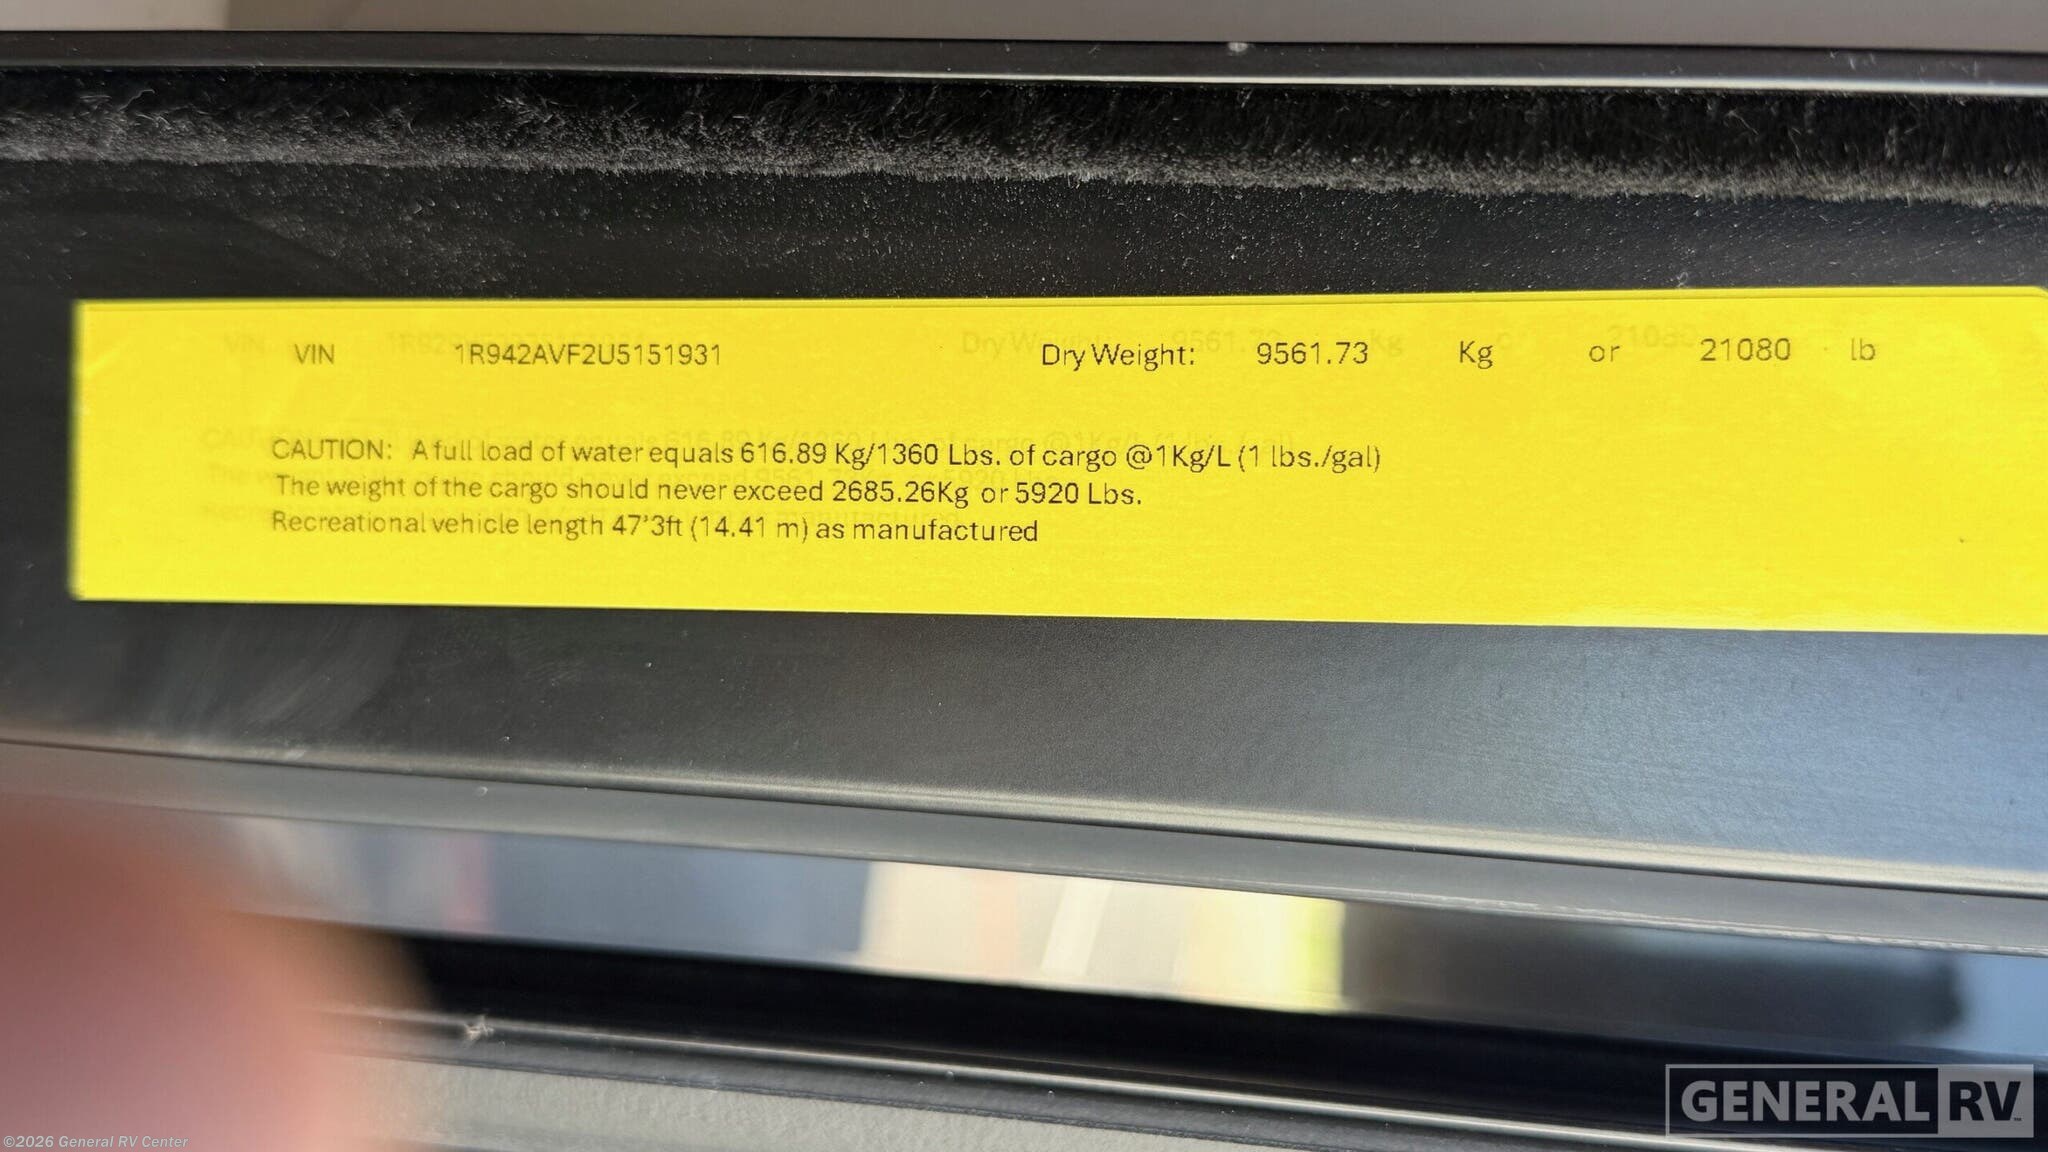 VIN 1R942AVF2U5151931 Dry Weight: 9561.73 Kg or 21080 lb
CAUTION: A full load of water equals 616.89 Kg/1360 Lbs. of cargo @1Kg/L (1 lbs./gal)
The weight of the cargo should never exceed 2685.26Kg or 5920 Lbs.
Recreational vehicle length 47'3ft (14.41 m) as manufactured
GENERAL RV
©2026 General RV Center